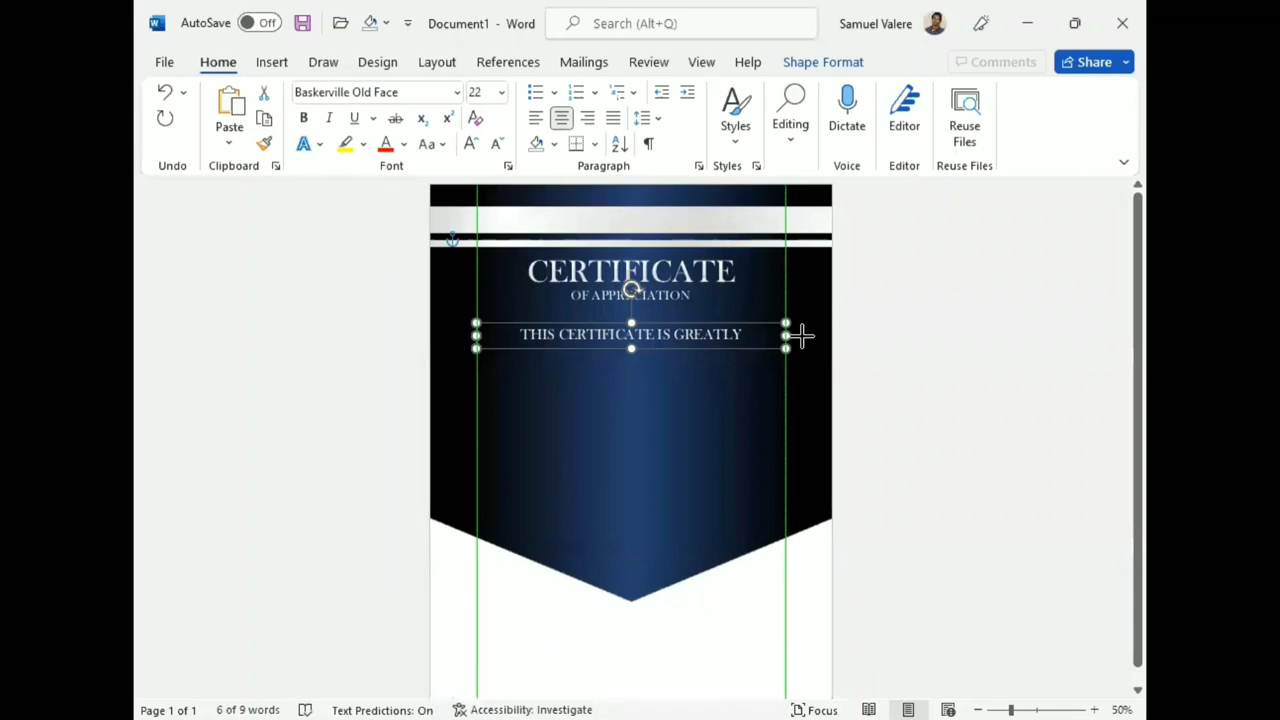 AutoSave Off Document1 - Word Search (Alt+Q) Samuel Valere
File Home Insert Draw Design Layout References Mailings Review View Help Shape Format Comments Share
Baskerville Old Face 22
Paste Styles Editing Dictate Editor Reuse Files
Undo Clipboard Font Paragraph Styles Voice Editor Reuse Files
CERTIFICATE
OF APPRECIATION
THIS CERTIFICATE IS GREATLY
Page 1 of 1 6 of 9 words Text Predictions: On Accessibility: Investigate Focus 50%